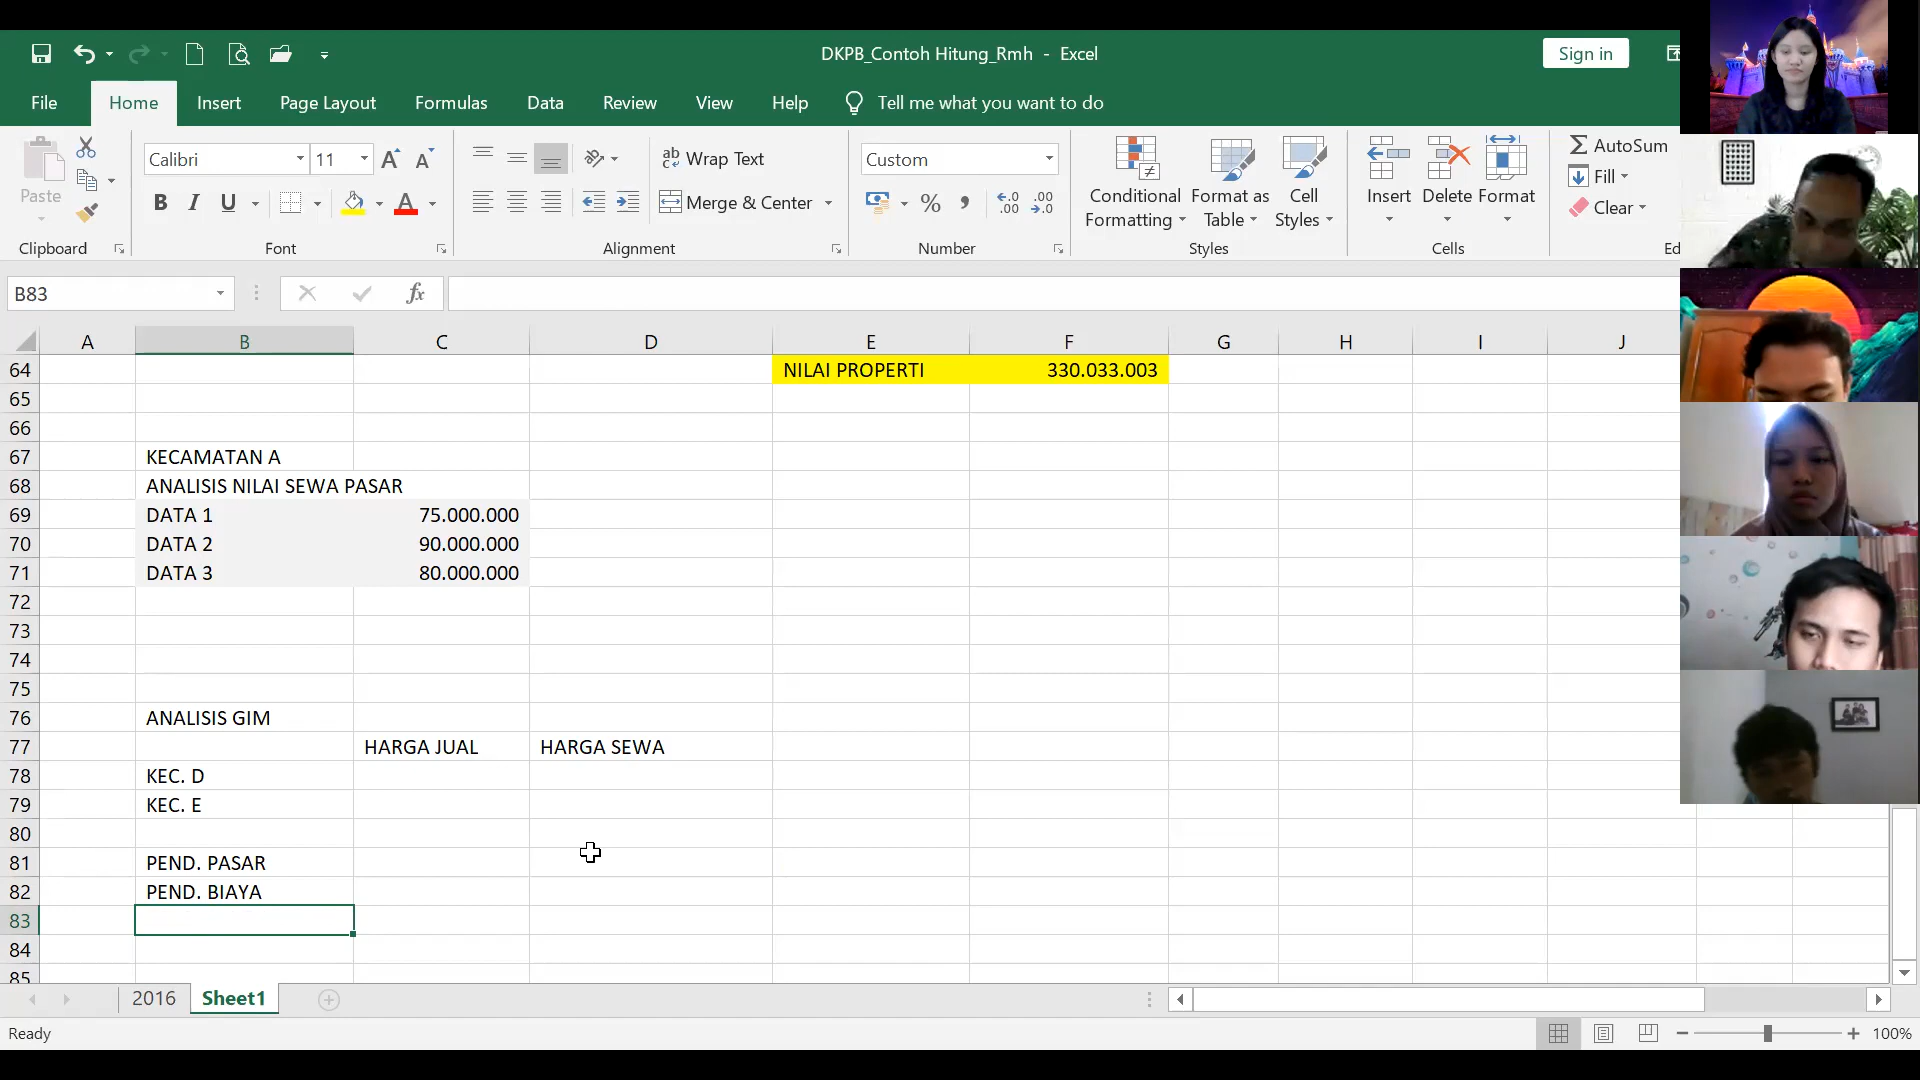 DKPB_Contoh Hitung_Rmh - Excel
Sign in
File Home Insert Page Layout Formulas Data Review View Help Tell me what you want to do
Paste
Clipboard
Calibri 11
B I U A
Font
ab Wrap Text
Merge & Center
Alignment
Custom
% , .00 .00
Number
Conditional Formatting
Format as Table
Cell Styles
Styles
Insert Delete Format
Cells
AutoSum
Fill
Clear
Ed
B83 fx
A B C D E F G H I J
64 NILAI PROPERTI 330.033.003
65
66
67 KECAMATAN A
68 ANALISIS NILAI SEWA PASAR
69 DATA 1 75.000.000
70 DATA 2 90.000.000
71 DATA 3 80.000.000
72
73
74
75
76 ANALISIS GIM
77 HARGA JUAL HARGA SEWA
78 KEC. D
79 KEC. E
80
81 PEND. PASAR
82 PEND. BIAYA
83
84
85
2016 Sheet1
Ready 100%